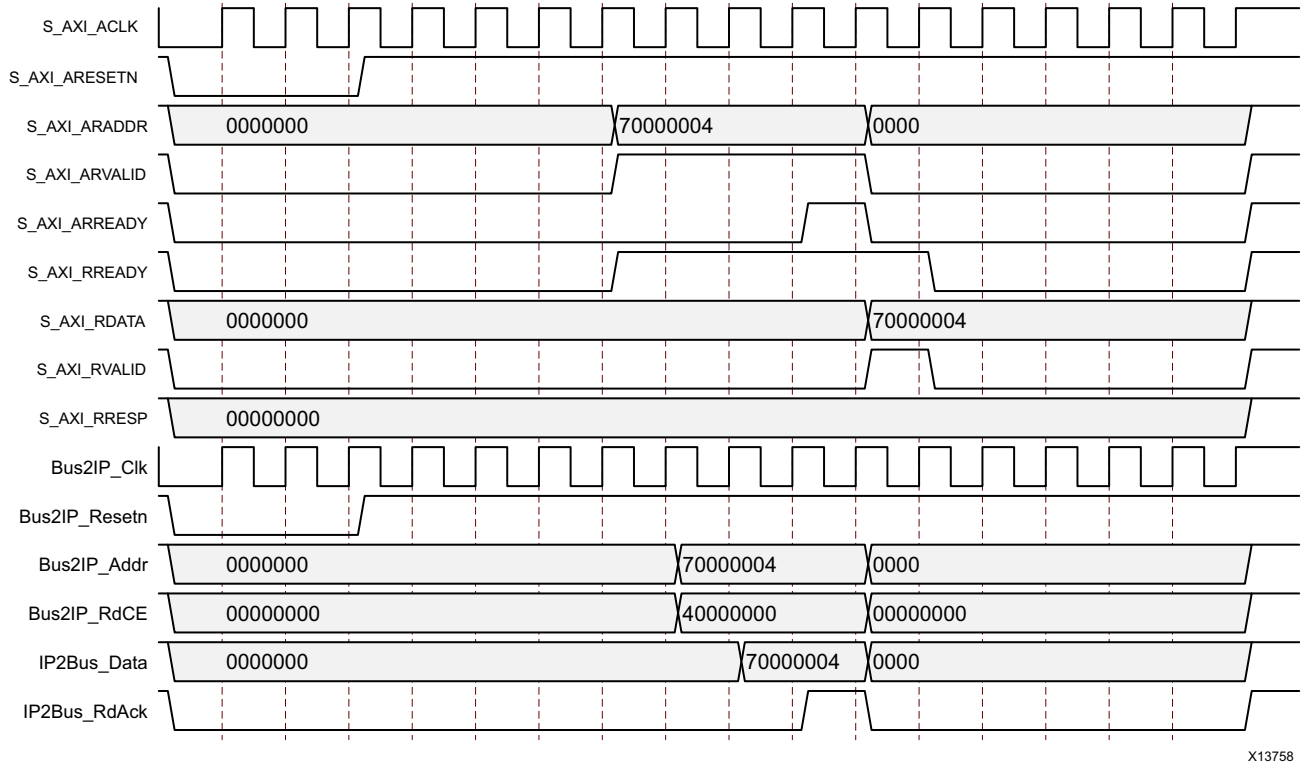 S_AXI_ACLK
S_AXI_ARESETN
S_AXI_ARADDR 0000000 70000004 0000
S_AXI_ARVALID
S_AXI_ARREADY
S_AXI_RREADY
S_AXI_RDATA 0000000 70000004
S_AXI_RVALID
S_AXI_RRESP 00000000
Bus2IP_Clk
Bus2IP_Resetn
Bus2IP_Addr 0000000 70000004 0000
Bus2IP_RdCE 00000000 40000000 00000000
IP2Bus_Data 0000000 70000004 0000
IP2Bus_RdAck
X13758